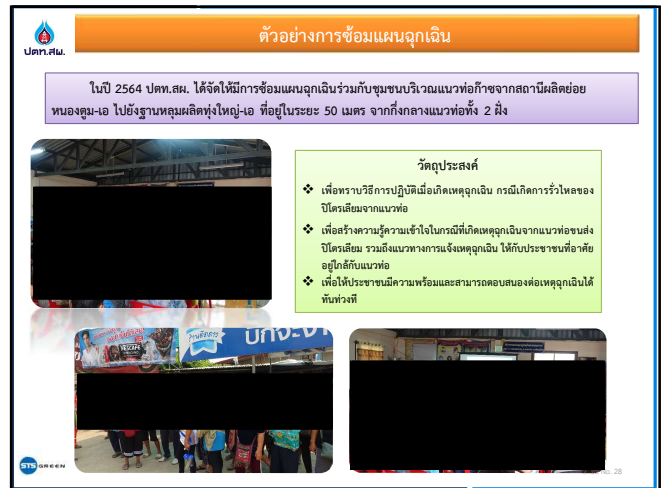 ปตท.สผ.
ตัวอย่างการซ้อมแผนฉุกเฉิน
ในปี 2564 ปตท.สผ. ได้จัดให้มีการซ้อมแผนฉุกเฉินร่วมกับชุมชนบริเวณแนวท่อก๊าซจากสถานีผลิตย่อย
หนองตูม-เอ ไปยังฐานหลุมผลิตทุ่งใหญ่-เอ ที่อยู่ในระยะ 50 เมตร จากกึ่งกลางแนวท่อทั้ง 2 ฝั่ง
วัตถุประสงค์
❖ เพื่อทราบวิธีการปฏิบัติเมื่อเกิดเหตุฉุกเฉิน กรณีเกิดการรั่วไหลของ
ปิโตรเลียมจากแนวท่อ
❖ เพื่อสร้างความรู้ความเข้าใจในกรณีที่เกิดเหตุฉุกเฉินจากแนวท่อขนส่ง
ปิโตรเลียม รวมถึงแนวทางการแจ้งเหตุฉุกเฉิน ให้กับประชาชนที่อาศัย
อยู่ใกล้กับแนวท่อ
❖ เพื่อให้ประชาชนมีความพร้อมและสามารถตอบสนองต่อเหตุฉุกเฉินได้
ทันท่วงที
NESCAFE
STS GREEN
28